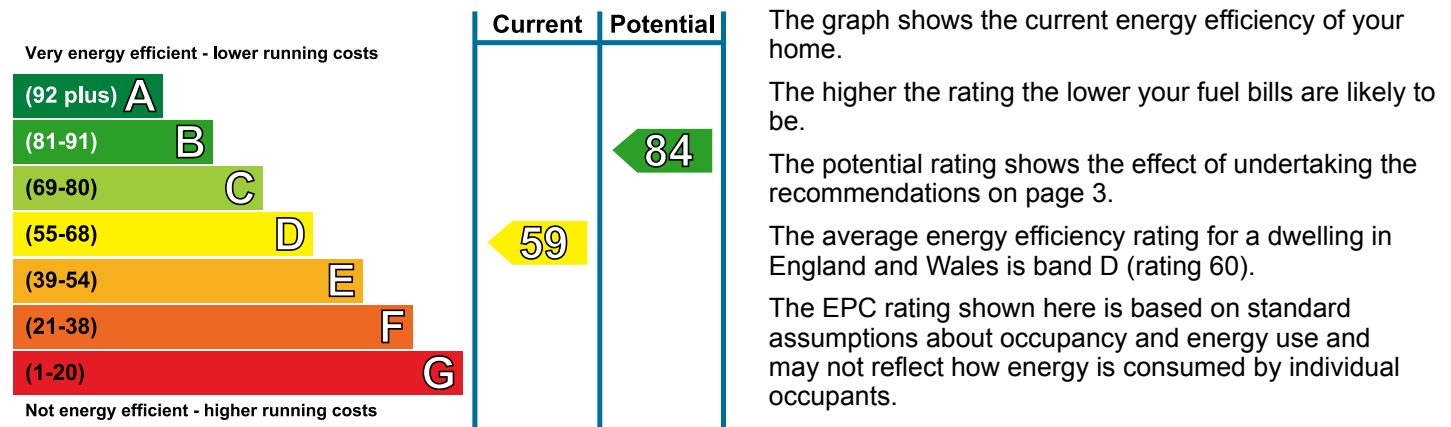 Current Potential
Very energy efficient - lower running costs
(92 plus) A
(81-91) B
84
(69-80) C
(55-68) D
59
(39-54) E
(21-38) F
(1-20) G
Not energy efficient - higher running costs
The graph shows the current energy efficiency of your
home.
The higher the rating the lower your fuel bills are likely to
be.
The potential rating shows the effect of undertaking the
recommendations on page 3.
The average energy efficiency rating for a dwelling in
England and Wales is band D (rating 60).
The EPC rating shown here is based on standard
assumptions about occupancy and energy use and
may not reflect how energy is consumed by individual
occupants.